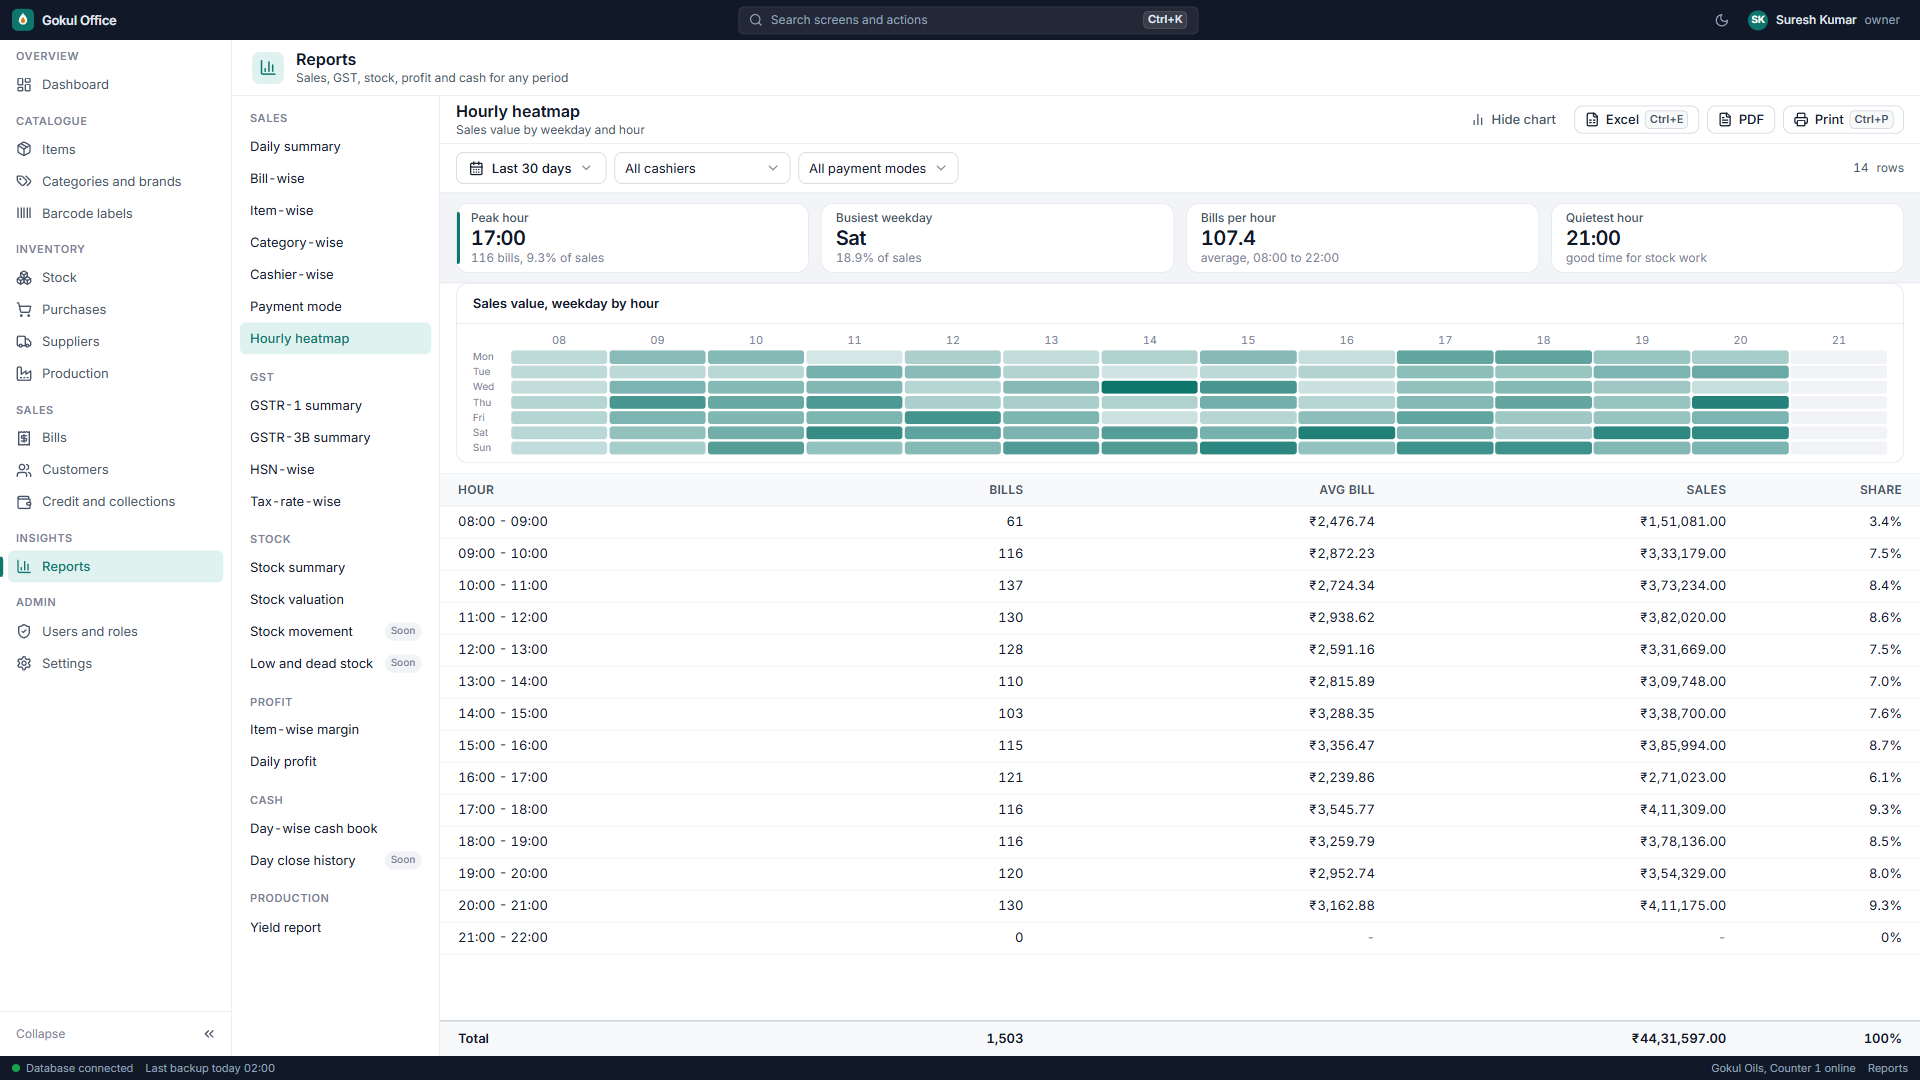 Gokul Office
Search screens and actions Ctrl+K
SK Suresh Kumar owner
OVERVIEW
Dashboard
CATALOGUE
Items
Categories and brands
Barcode labels
INVENTORY
Stock
Purchases
Suppliers
Production
SALES
Bills
Customers
Credit and collections
INSIGHTS
Reports
ADMIN
Users and roles
Settings
Collapse
Reports
Sales, GST, stock, profit and cash for any period
SALES
Daily summary
Bill-wise
Item-wise
Category-wise
Cashier-wise
Payment mode
Hourly heatmap
GST
GSTR-1 summary
GSTR-3B summary
HSN-wise
Tax-rate-wise
STOCK
Stock summary
Stock valuation
Stock movement Soon
Low and dead stock Soon
PROFIT
Item-wise margin
Daily profit
CASH
Day-wise cash book
Day close history Soon
PRODUCTION
Yield report
Hourly heatmap
Sales value by weekday and hour
Hide chart Excel Ctrl+E PDF Print Ctrl+P
Last 30 days All cashiers All payment modes 14 rows
Peak hour
17:00
116 bills, 9.3% of sales
Busiest weekday
Sat
18.9% of sales
Bills per hour
107.4
average, 08:00 to 22:00
Quietest hour
21:00
good time for stock work
Sales value, weekday by hour
08 09 10 11 12 13 14 15 16 17 18 19 20 21
Mon
Tue
Wed
Thu
Fri
Sat
Sun
HOUR BILLS AVG BILL SALES SHARE
08:00 - 09:00 61 ₹2,476.74 ₹1,51,081.00 3.4%
09:00 - 10:00 116 ₹2,872.23 ₹3,33,179.00 7.5%
10:00 - 11:00 137 ₹2,724.34 ₹3,73,234.00 8.4%
11:00 - 12:00 130 ₹2,938.62 ₹3,82,020.00 8.6%
12:00 - 13:00 128 ₹2,591.16 ₹3,31,669.00 7.5%
13:00 - 14:00 110 ₹2,815.89 ₹3,09,748.00 7.0%
14:00 - 15:00 103 ₹3,288.35 ₹3,38,700.00 7.6%
15:00 - 16:00 115 ₹3,356.47 ₹3,85,994.00 8.7%
16:00 - 17:00 121 ₹2,239.86 ₹2,71,023.00 6.1%
17:00 - 18:00 116 ₹3,545.77 ₹4,11,309.00 9.3%
18:00 - 19:00 116 ₹3,259.79 ₹3,78,136.00 8.5%
19:00 - 20:00 120 ₹2,952.74 ₹3,54,329.00 8.0%
20:00 - 21:00 130 ₹3,162.88 ₹4,11,175.00 9.3%
21:00 - 22:00 0 - - 0%
Total 1,503 ₹44,31,597.00 100%
Database connected Last backup today 02:00
Gokul Oils, Counter 1 online Reports